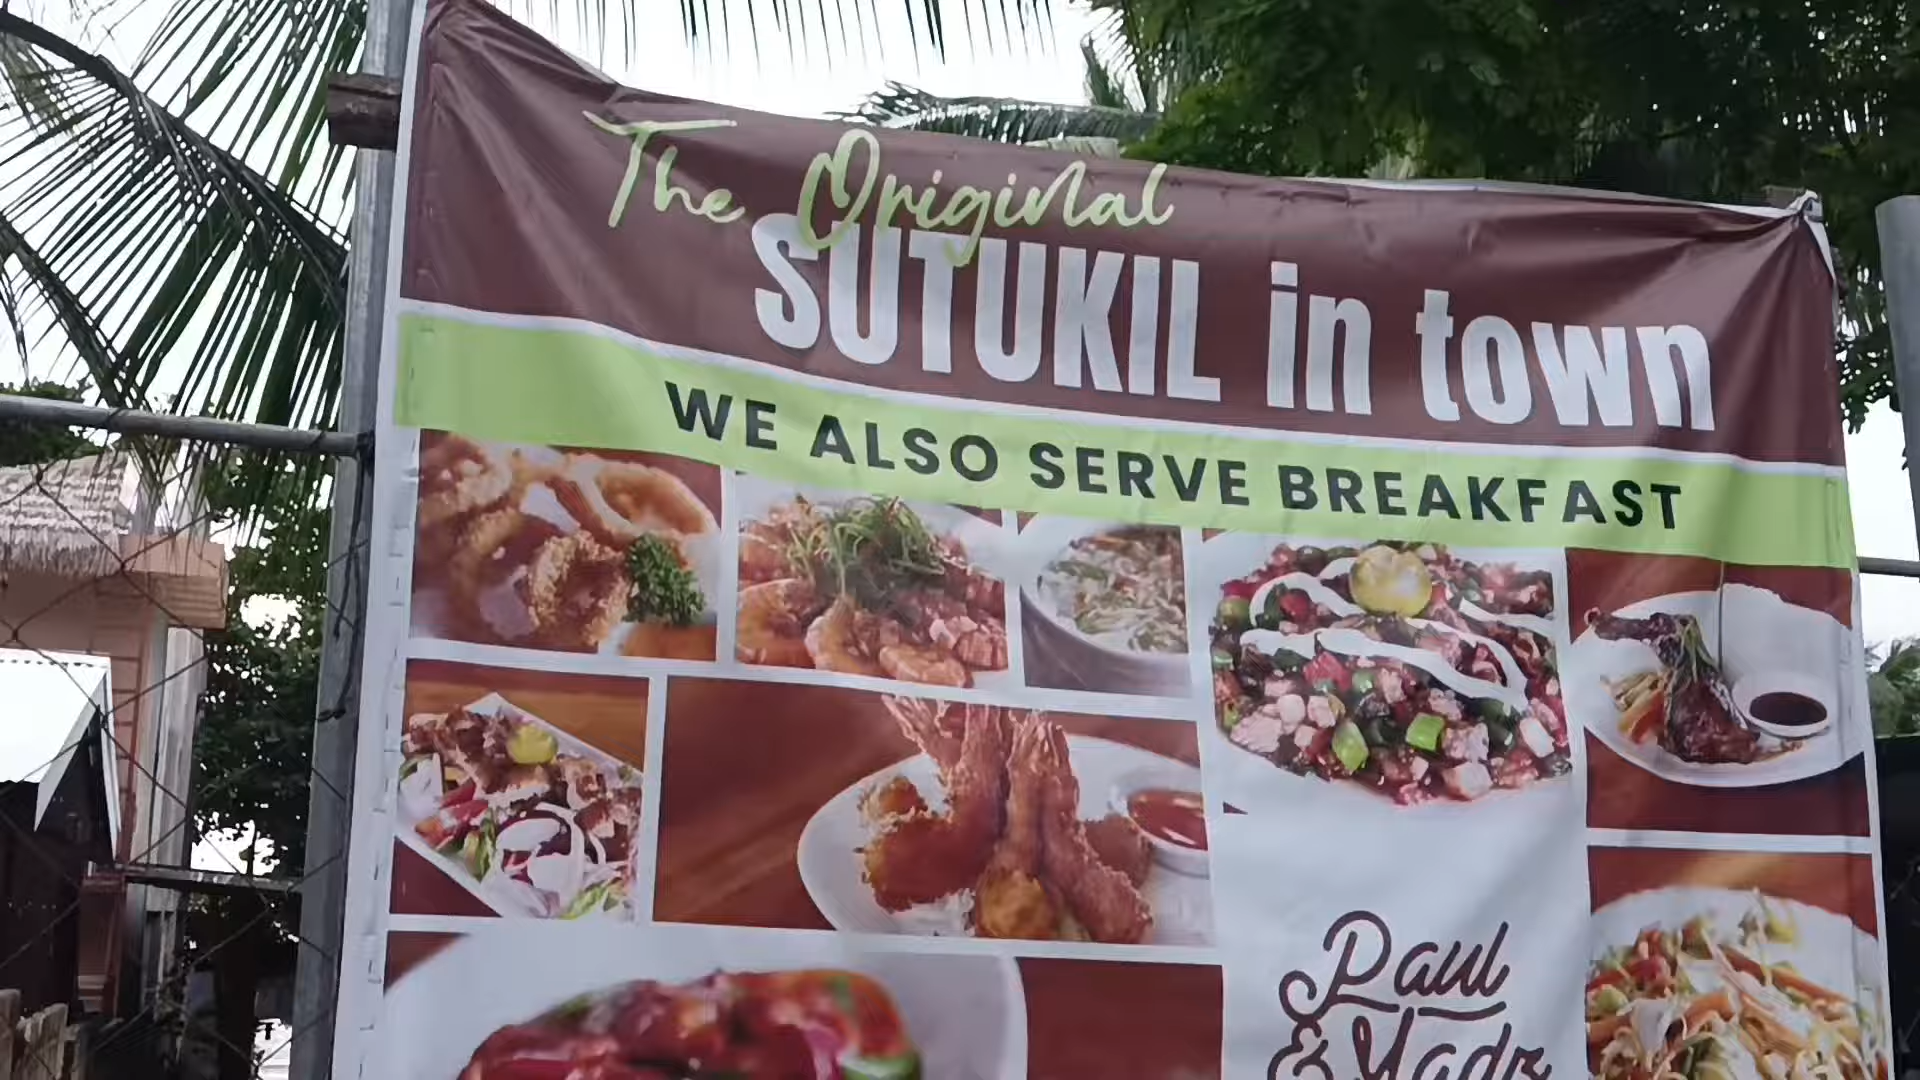 The Original
SUTUKIL in town
WE ALSO SERVE BREAKFAST
Paul
&